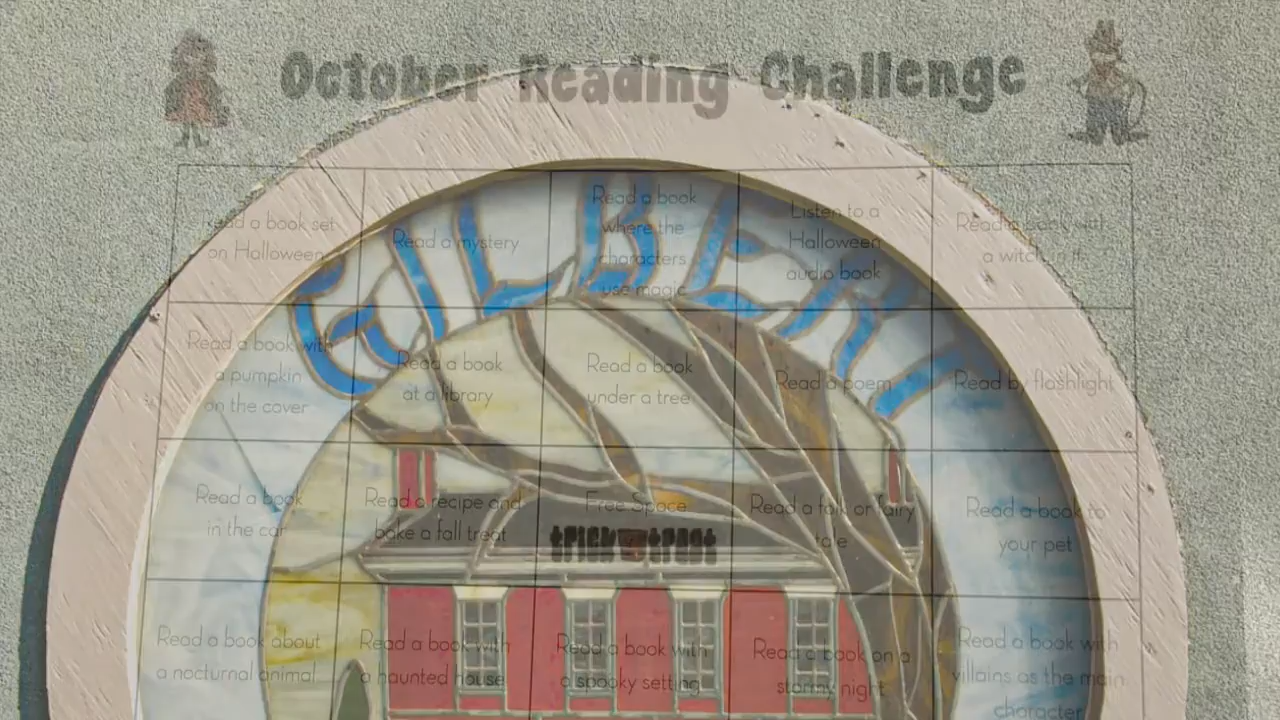 October Reading Challenge
GILBERT
Read a book set
on Halloween
Read a mystery
Read a book
where the
characters
use magic
Listen to a
Halloween
audio book
Read a book with
a witch in it
Read a book with
a pumpkin
on the cover
Read a book
at a library
Read a book
under a tree
Read a poem
Read by flashlight
Read a book
in the car
Read a recipe and
bake a fall treat
Free Space
trick or treat
Read a folk or fairy
tale
Read a book to
your pet
Read a book about
a nocturnal animal
Read a book with
a haunted house
Read a book with
a spooky setting
Read a book on a
stormy night
Read a book with
villains as the main
character